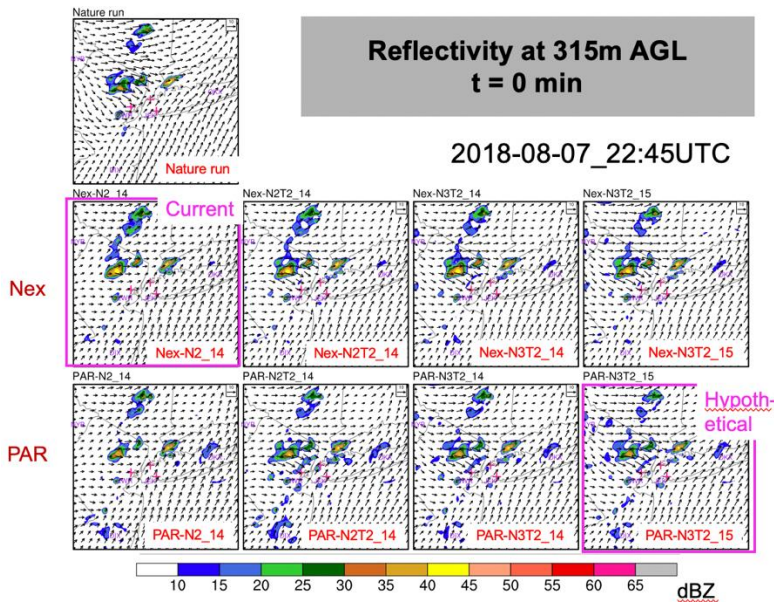 Nature run
Reflectivity at 315m AGL
t = 0 min
Nature run
2018-08-07_22:45UTC
Nex-N2_14
Nex-N2T2_14
Nex-N3T2_14
Nex-N3T2_15
Current
Nex
Nex-N2_14
Nex-N2T2_14
Nex-N3T2_14
Nex-N3T2_15
PAR-N2_14
PAR-N2T2_14
PAR-N3T2_14
PAR-N3T2_15
Hypoth-
etical
PAR
PAR-N2_14
PAR-N2T2_14
PAR-N3T2_14
PAR-N3T2_15
10 15 20 25 30 35 40 45 50 55 60 65
dBZ